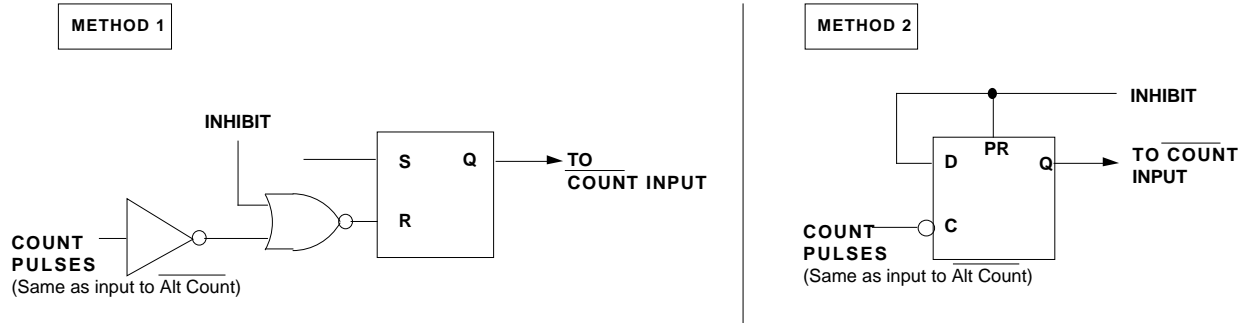 METHOD 1
INHIBIT
S
Q
TO
COUNT INPUT
R
COUNT
PULSES
(Same as input to Alt Count)
METHOD 2
INHIBIT
PR
D
Q
TO COUNT
INPUT
C
COUNT
PULSES
(Same as input to Alt Count)